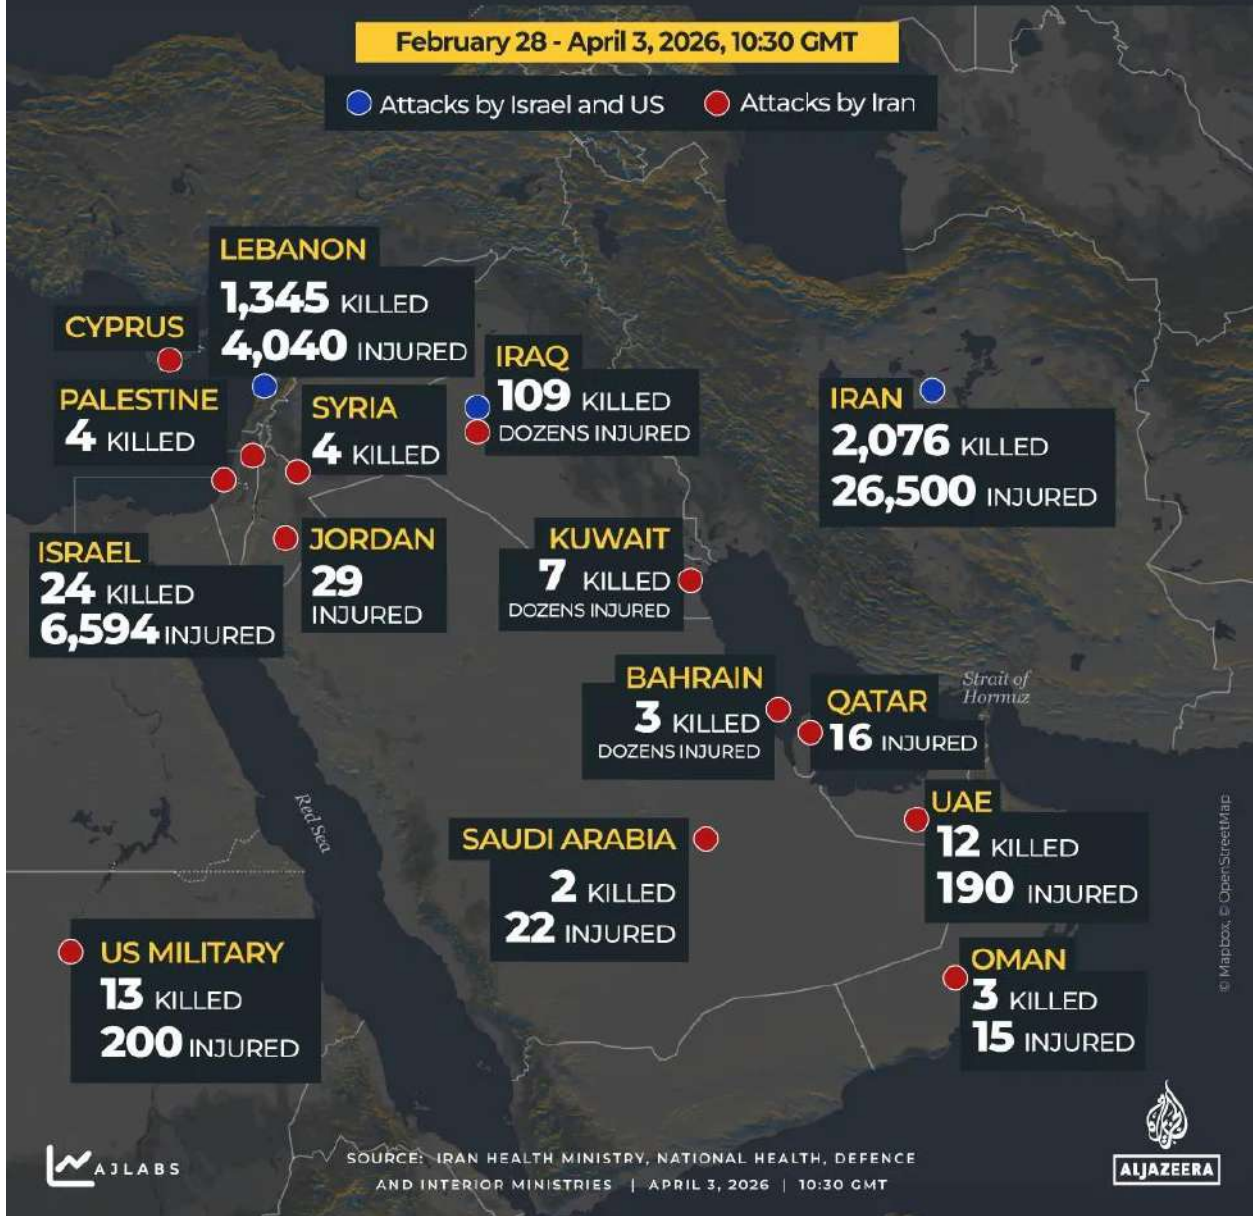 February 28 - April 3, 2026, 10:30 GMT
Attacks by Israel and US
Attacks by Iran
LEBANON
1,345 KILLED
4,040 INJURED
CYPRUS
PALESTINE
4 KILLED
SYRIA
4 KILLED
IRAQ
109 KILLED
DOZENS INJURED
IRAN
2,076 KILLED
26,500 INJURED
ISRAEL
24 KILLED
6,594 INJURED
JORDAN
29
INJURED
KUWAIT
7 KILLED
DOZENS INJURED
BAHRAIN
3 KILLED
DOZENS INJURED
QATAR
16 INJURED
Strait of
Hormuz
UAE
12 KILLED
190 INJURED
Red Sea
SAUDI ARABIA
2 KILLED
22 INJURED
US MILITARY
13 KILLED
200 INJURED
OMAN
3 KILLED
15 INJURED
© Mapbox, © OpenStreetMap
AJLABS
SOURCE: IRAN HEALTH MINISTRY, NATIONAL HEALTH, DEFENCE
AND INTERIOR MINISTRIES | APRIL 3, 2026 | 10:30 GMT
ALJAZEERA